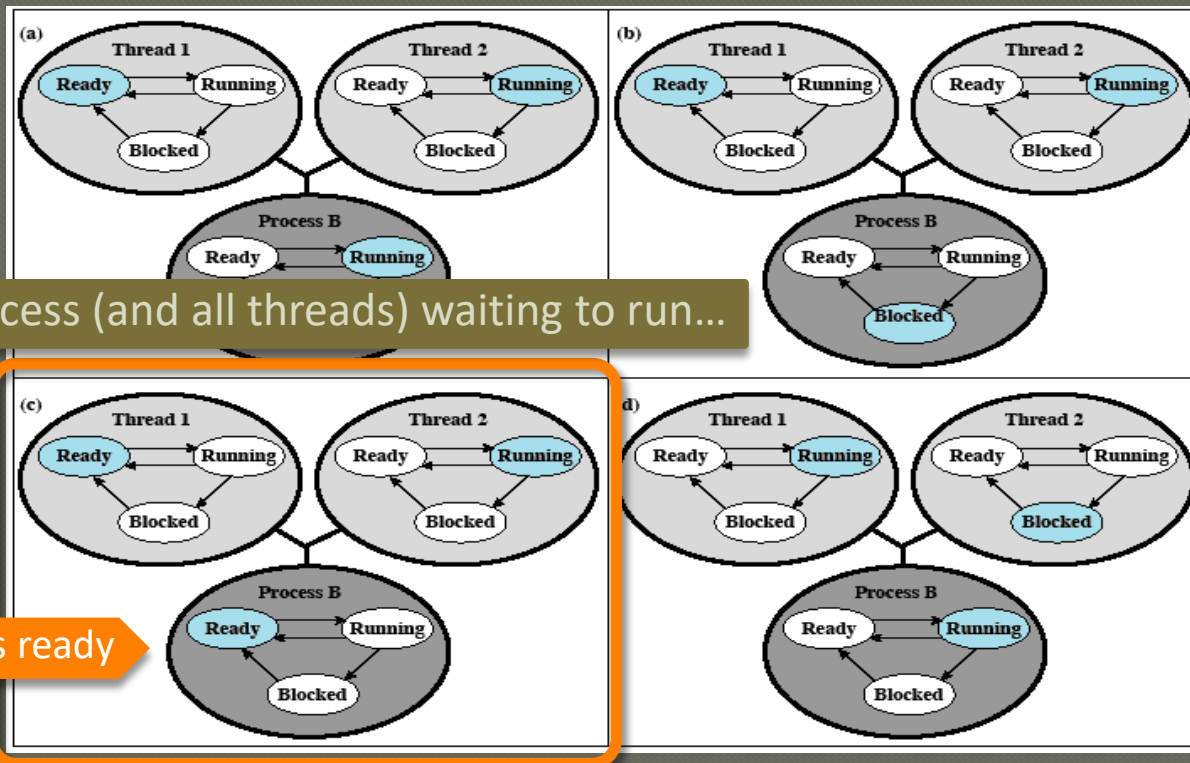 (a)
Thread 1
Thread 2
Ready
Running
Ready
Running
Blocked
Blocked
Process B
Ready
Running
(b)
Thread 1
Thread 2
Ready
Running
Ready
Running
Blocked
Blocked
Process B
Ready
Running
Blocked
cess (and all threads) waiting to run…
(c)
Thread 1
Thread 2
Ready
Running
Ready
Running
Blocked
Blocked
Process B
Ready
Running
Blocked
s ready
d)
Thread 1
Thread 2
Ready
Running
Ready
Running
Blocked
Blocked
Process B
Ready
Running
Blocked